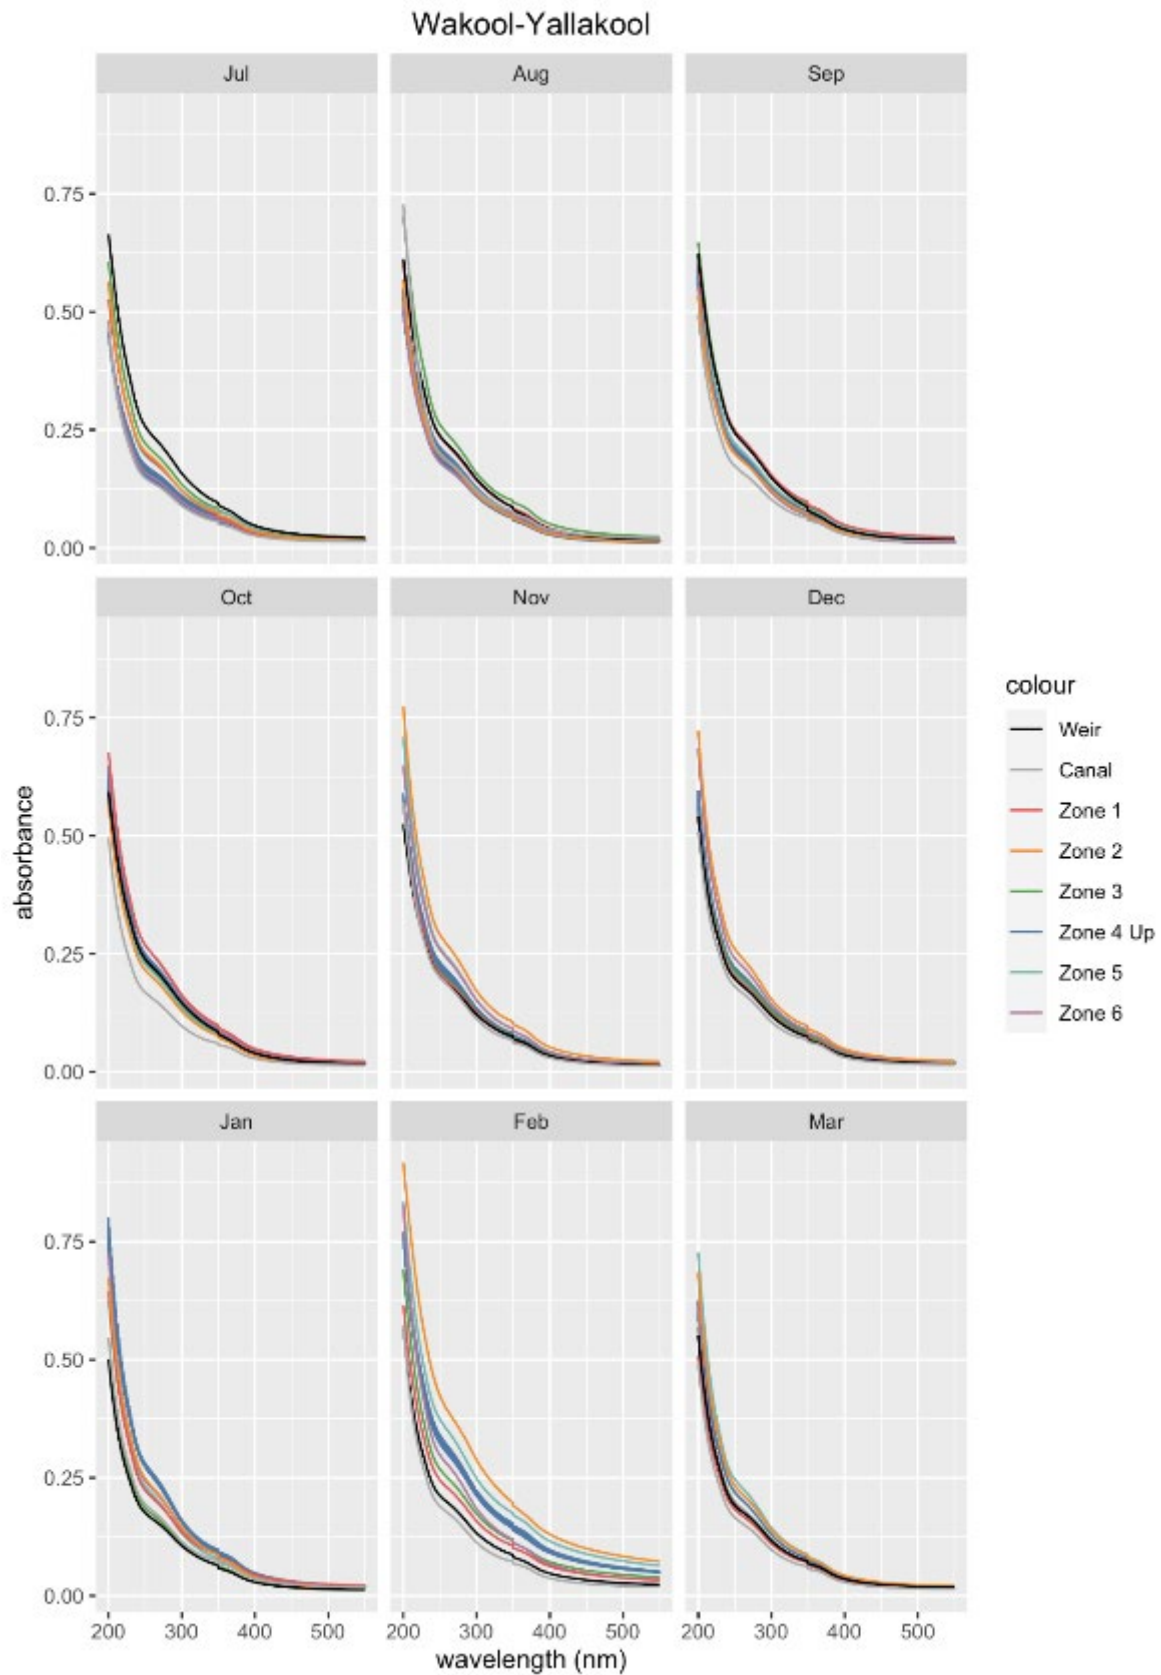 Wakool-Yallakool
Jul Aug Sep
0.75
0.50
0.25
0.00
Oct Nov Dec
0.75
0.50
0.25
0.00
Jan Feb Mar
0.75
0.50
0.25
0.00
200 300 400 500 200 300 400 500 200 300 400 500
wavelength (nm)
absorbance
colour
Weir
Canal
Zone 1
Zone 2
Zone 3
Zone 4 Up
Zone 5
Zone 6